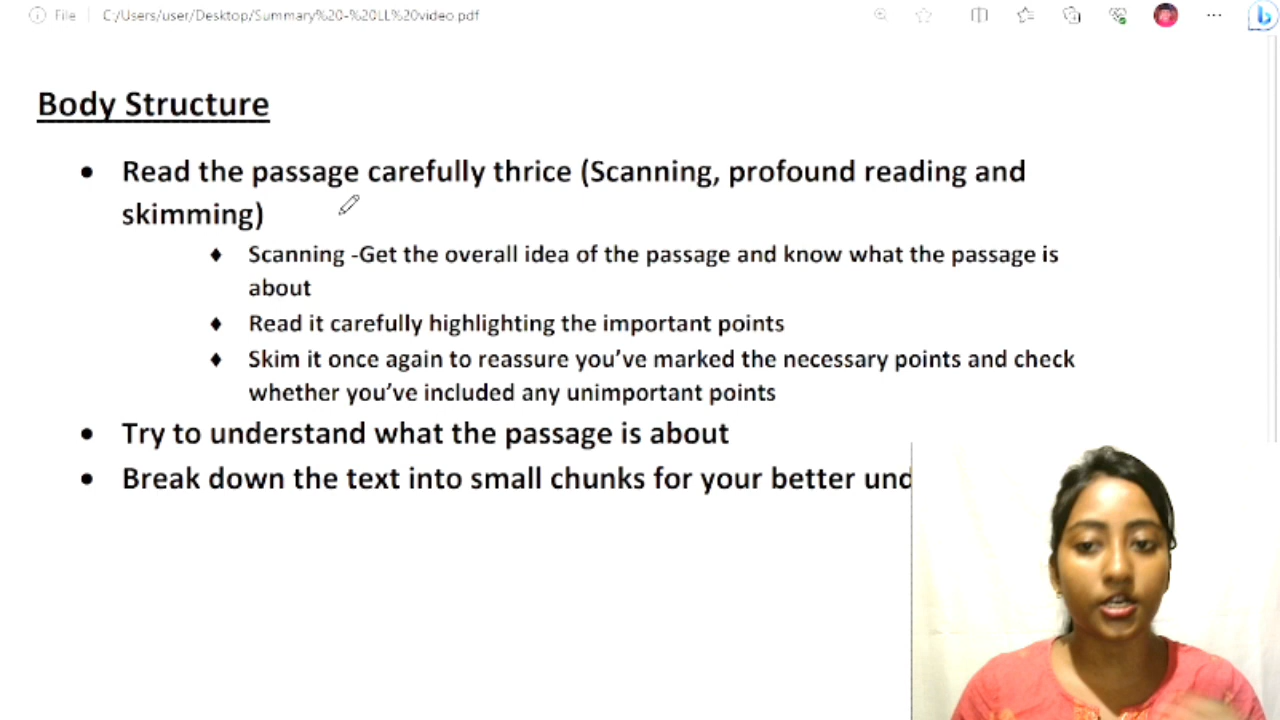 File C:/Users/user/Desktop/Summary%20-%20LL%20video.pdf
Body Structure
• Read the passage carefully thrice (Scanning, profound reading and
skimming)
♦ Scanning -Get the overall idea of the passage and know what the passage is
about
♦ Read it carefully highlighting the important points
♦ Skim it once again to reassure you’ve marked the necessary points and check
whether you’ve included any unimportant points
• Try to understand what the passage is about
• Break down the text into small chunks for your better